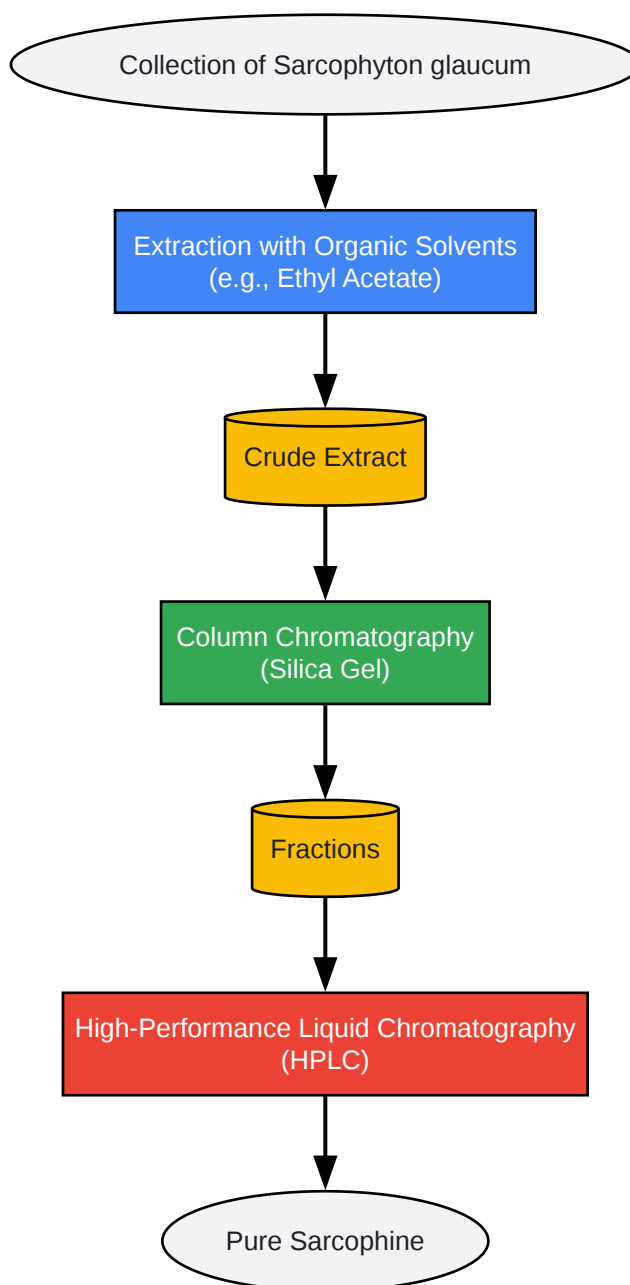 Collection of Sarcophyton glaucum
Extraction with Organic Solvents
(e.g., Ethyl Acetate)
Crude Extract
Column Chromatography
(Silica Gel)
Fractions
High-Performance Liquid Chromatography
(HPLC)
Pure Sarcophine